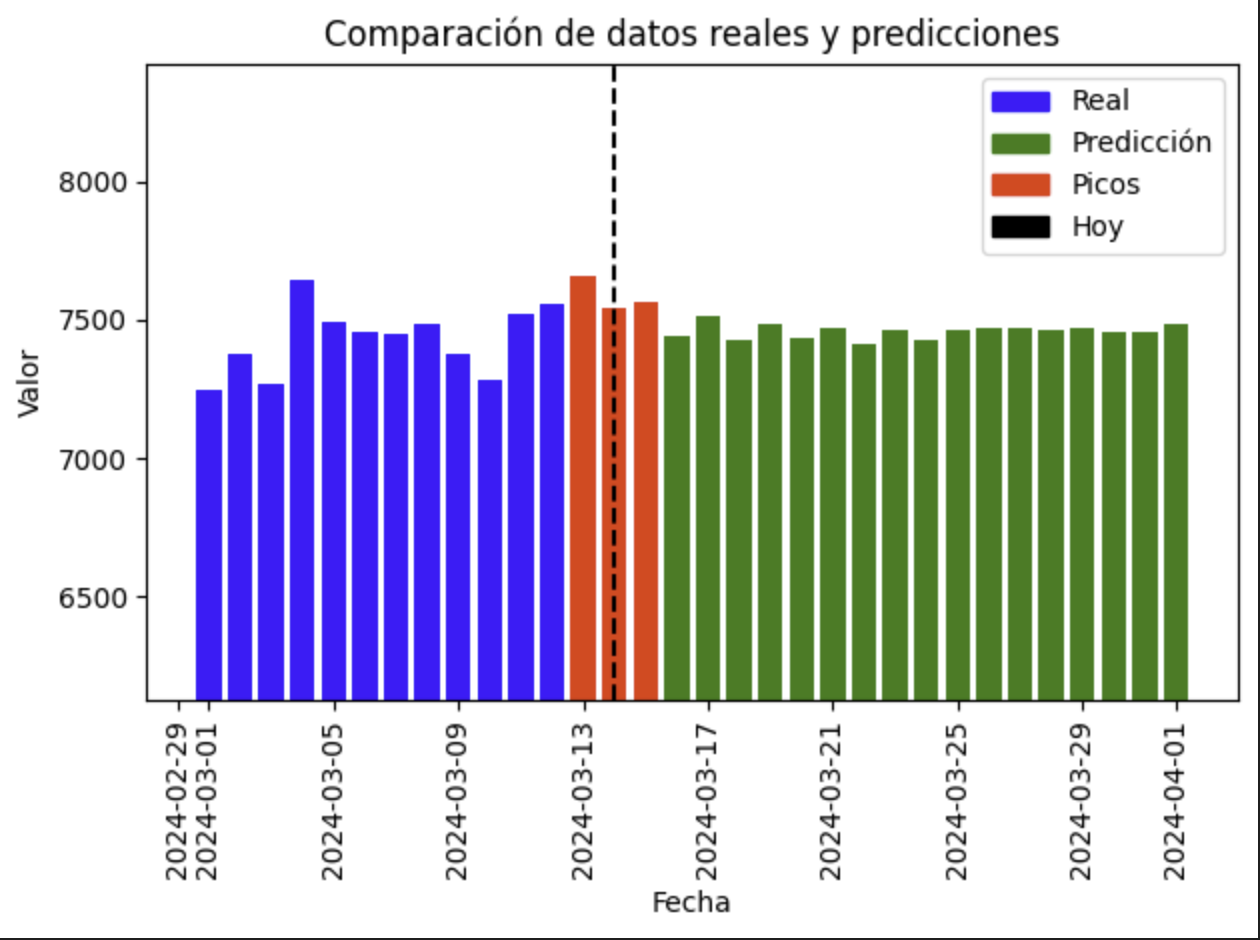 Comparación de datos reales y predicciones
Real
Predicción
Picos
Hoy
8000
7500
7000
6500
Valor
2024-02-29
2024-03-01
2024-03-05
2024-03-09
2024-03-13
2024-03-17
2024-03-21
2024-03-25
2024-03-29
2024-04-01
Fecha